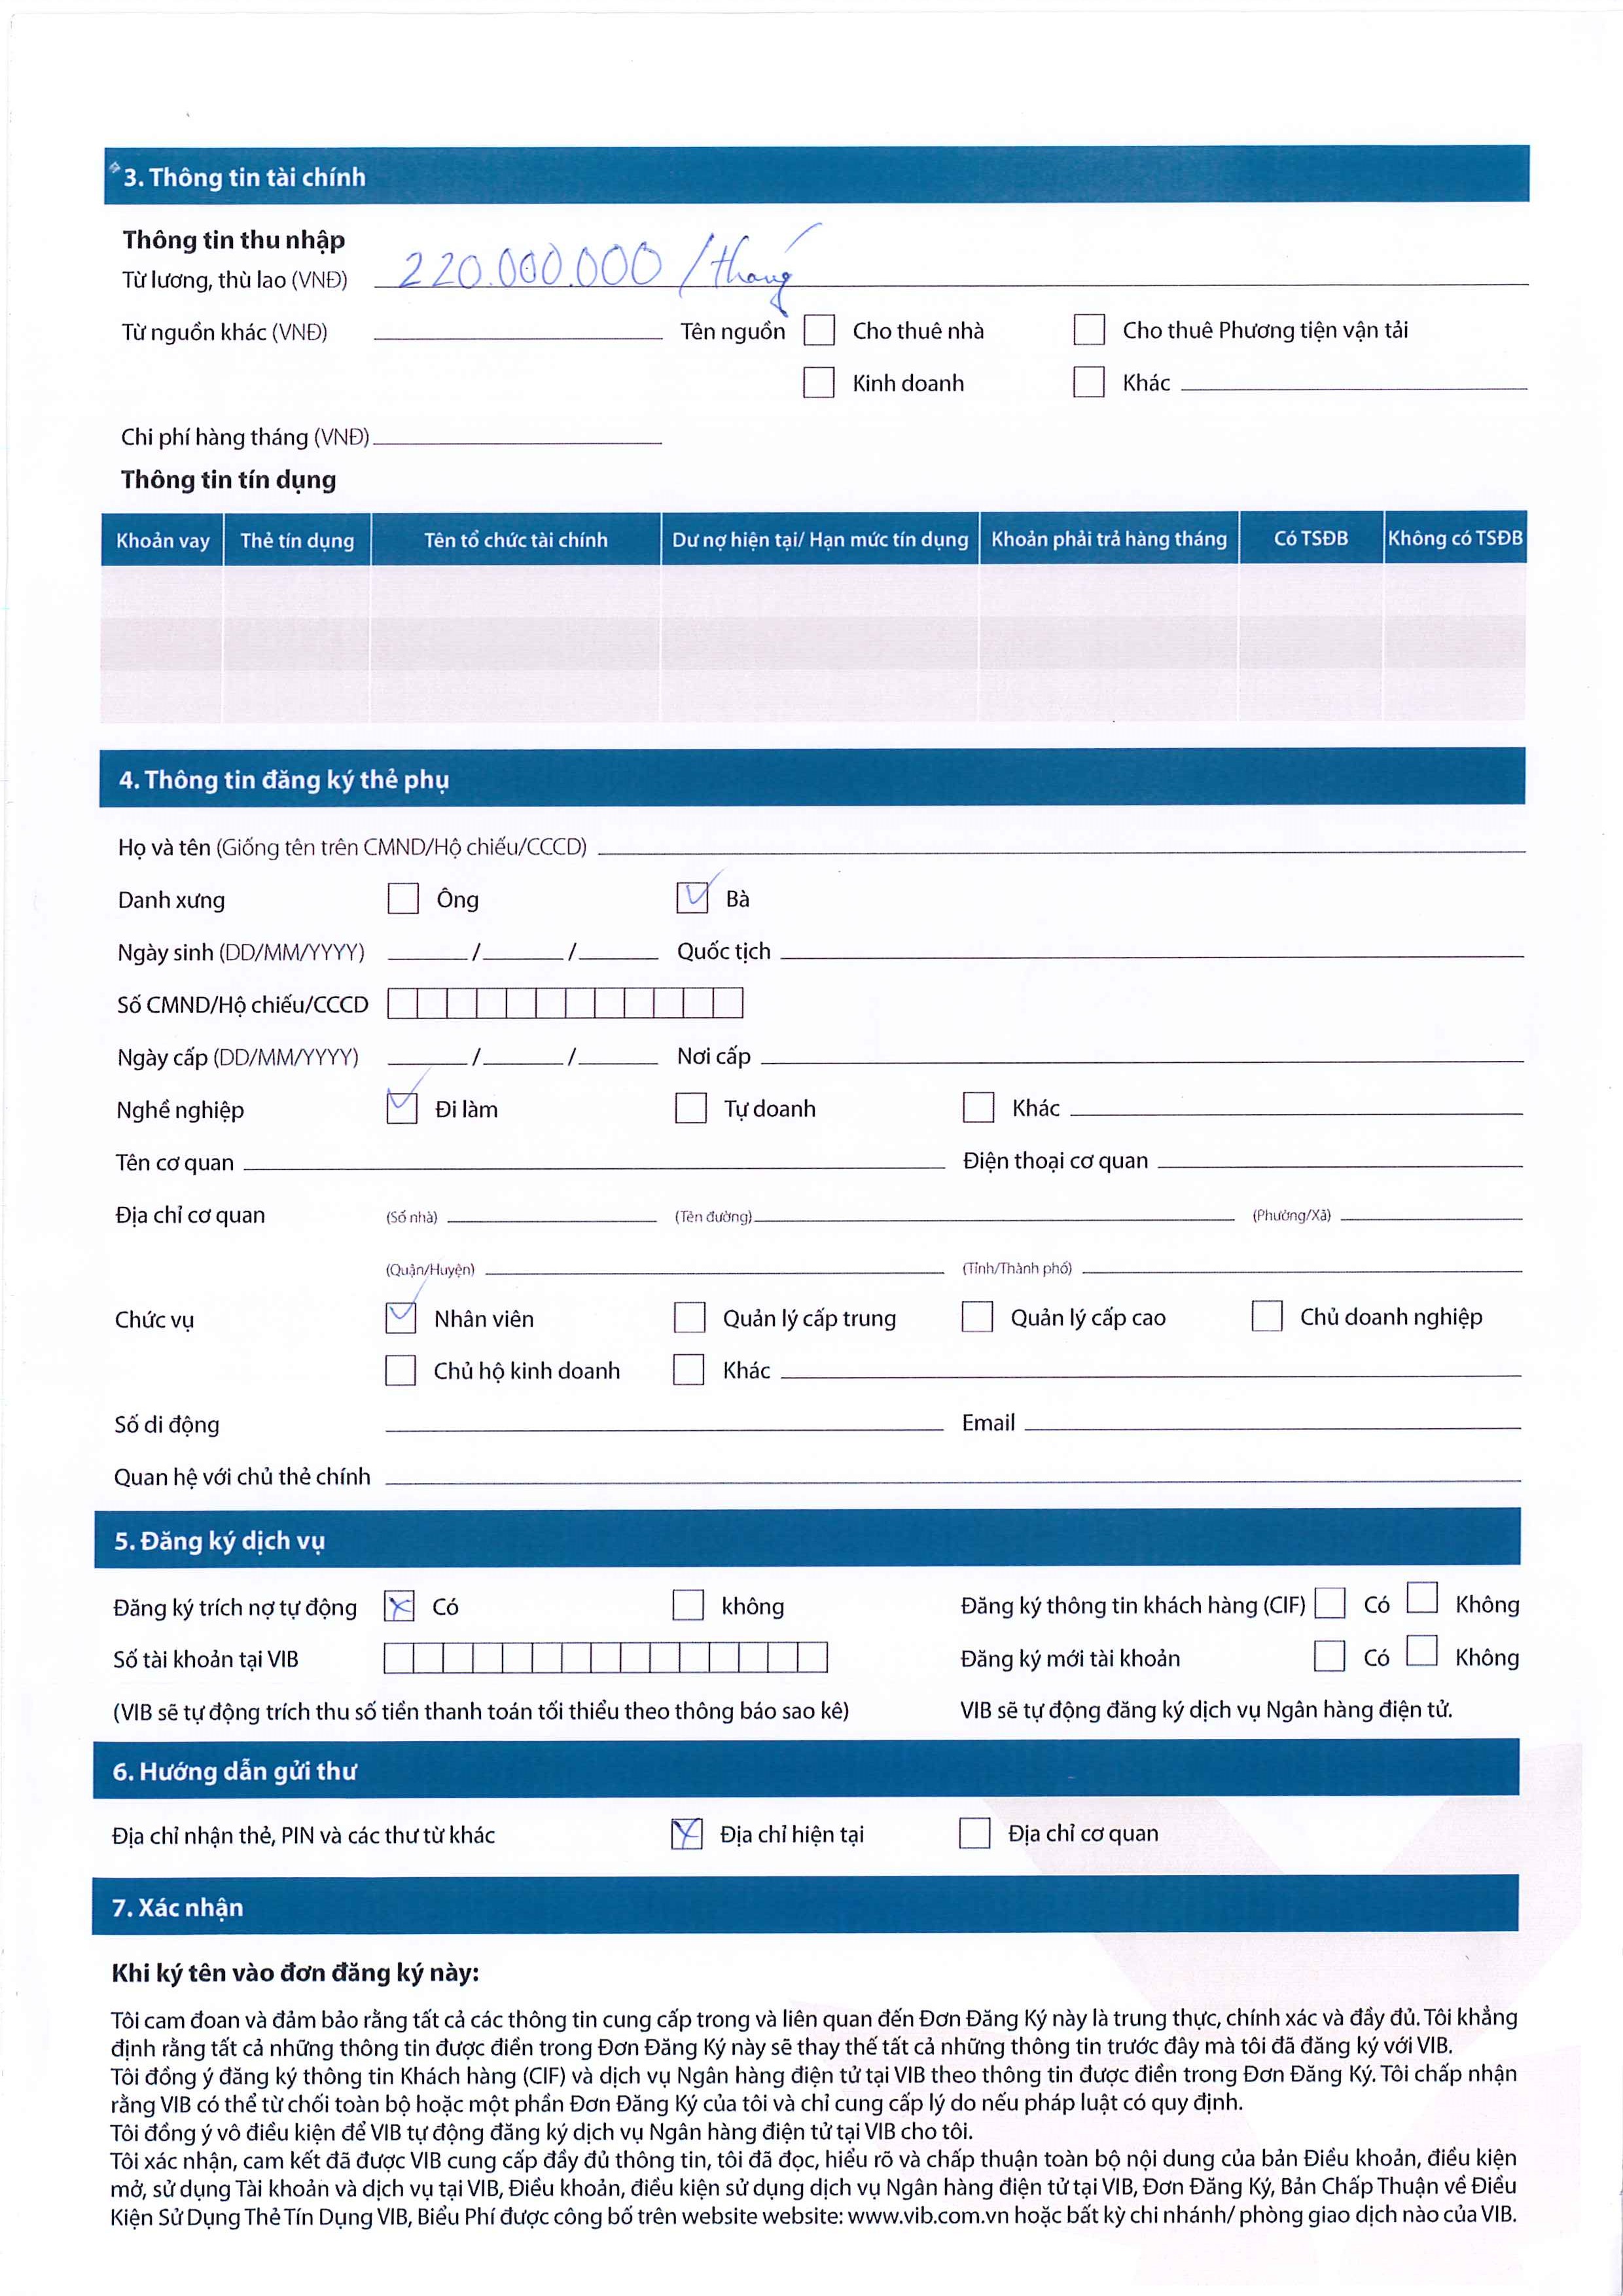 3. Thông tin tài chính
Thông tin thu nhập
Từ lương, thù lao (VNĐ) 220.000.000 /tháng
Từ nguồn khác (VNĐ) Tên nguồn Cho thuê nhà Cho thuê Phương tiện vận tải
Kinh doanh Khác
Chi phí hàng tháng (VNĐ)
Thông tin tín dụng
Khoản vay Thẻ tín dụng Tên tổ chức tài chính Dư nợ hiện tại/ Hạn mức tín dụng Khoản phải trả hàng tháng Có TSĐB Không có TSĐB
4. Thông tin đăng ký thẻ phụ
Họ và tên (Giống tên trên CMND/Hộ chiếu/CCCD)
Danh xưng Ông Bà
Ngày sinh (DD/MM/YYYY) / / Quốc tịch
Số CMND/Hộ chiếu/CCCD
Ngày cấp (DD/MM/YYYY) / / Nơi cấp
Nghề nghiệp Đi làm Tự doanh Khác
Tên cơ quan Điện thoại cơ quan
Địa chỉ cơ quan (Số nhà) (Tên đường) (Phường/Xã)
(Quận/Huyện) (Tỉnh/Thành phố)
Chức vụ Nhân viên Quản lý cấp trung Quản lý cấp cao Chủ doanh nghiệp
Chủ hộ kinh doanh Khác
Số di động Email
Quan hệ với chủ thẻ chính
5. Đăng ký dịch vụ
Đăng ký trích nợ tự động Có không Đăng ký thông tin khách hàng (CIF) Có Không
Số tài khoản tại VIB Đăng ký mới tài khoản Có Không
(VIB sẽ tự động trích thu số tiền thanh toán tối thiểu theo thông báo sao kê) VIB sẽ tự động đăng ký dịch vụ Ngân hàng điện tử.
6. Hướng dẫn gửi thư
Địa chỉ nhận thẻ, PIN và các thư từ khác Địa chỉ hiện tại Địa chỉ cơ quan
7. Xác nhận
Khi ký tên vào đơn đăng ký này:
Tôi cam đoan và đảm bảo rằng tất cả các thông tin cung cấp trong và liên quan đến Đơn Đăng Ký này là trung thực, chính xác và đầy đủ. Tôi khẳng
định rằng tất cả những thông tin được điền trong Đơn Đăng Ký này sẽ thay thế tất cả những thông tin trước đây mà tôi đã đăng ký với VIB.
Tôi đồng ý đăng ký thông tin Khách hàng (CIF) và dịch vụ Ngân hàng điện tử tại VIB theo thông tin được điền trong Đơn Đăng Ký. Tôi chấp nhận
rằng VIB có thể từ chối toàn bộ hoặc một phần Đơn Đăng Ký của tôi và chỉ cung cấp lý do nếu pháp luật có quy định.
Tôi đồng ý vô điều kiện để VIB tự động đăng ký dịch vụ Ngân hàng điện tử tại VIB cho tôi.
Tôi xác nhận, cam kết đã được VIB cung cấp đầy đủ thông tin, tôi đã đọc, hiểu rõ và chấp thuận toàn bộ nội dung của bản Điều khoản, điều kiện
mở, sử dụng Tài khoản và dịch vụ tại VIB, Điều khoản, điều kiện sử dụng dịch vụ Ngân hàng điện tử tại VIB, Đơn Đăng Ký, Bản Chấp Thuận về Điều
Kiện Sử Dụng Thẻ Tín Dụng VIB, Biểu Phí được công bố trên website website: www.vib.com.vn hoặc bất kỳ chi nhánh/ phòng giao dịch nào của VIB.